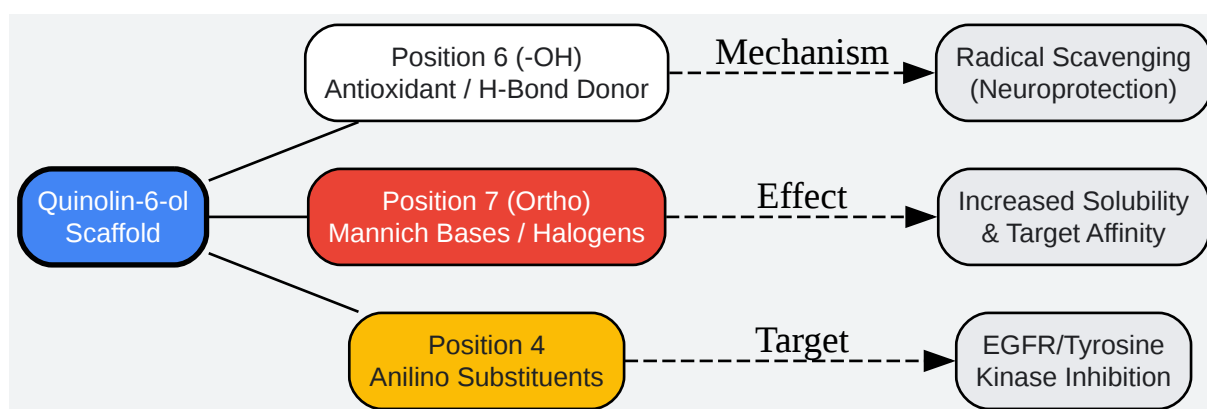 Quinolin-6-ol
Scaffold
Position 6 (-OH)
Antioxidant / H-Bond Donor
Mechanism
Radical Scavenging
(Neuroprotection)
Position 7 (Ortho)
Mannich Bases / Halogens
Effect
Increased Solubility
& Target Affinity
Position 4
Anilino Substituents
Target
EGFR/Tyrosine
Kinase Inhibition